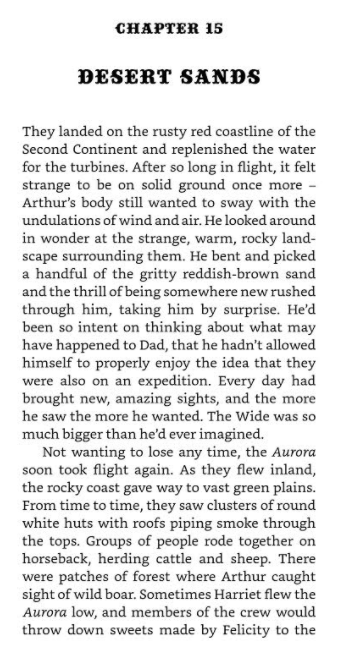 CHAPTER 15
DESERT SANDS
They landed on the rusty red coastline of the
Second Continent and replenished the water
for the turbines. After so long in flight, it felt
strange to be on solid ground once more –
Arthur’s body still wanted to sway with the
undulations of wind and air. He looked around
in wonder at the strange, warm, rocky land-
scape surrounding them. He bent and picked
a handful of the gritty reddish-brown sand
and the thrill of being somewhere new rushed
through him, taking him by surprise. He’d
been so intent on thinking about what may
have happened to Dad, that he hadn’t allowed
himself to properly enjoy the idea that they
were also on an expedition. Every day had
brought new, amazing sights, and the more
he saw the more he wanted. The Wide was so
much bigger than he’d ever imagined.
Not wanting to lose any time, the Aurora
soon took flight again. As they flew inland,
the rocky coast gave way to vast green plains.
From time to time, they saw clusters of round
white huts with roofs piping smoke through
the tops. Groups of people rode together on
horseback, herding cattle and sheep. There
were patches of forest where Arthur caught
sight of wild boar. Sometimes Harriet flew the
Aurora low, and members of the crew would
throw down sweets made by Felicity to the